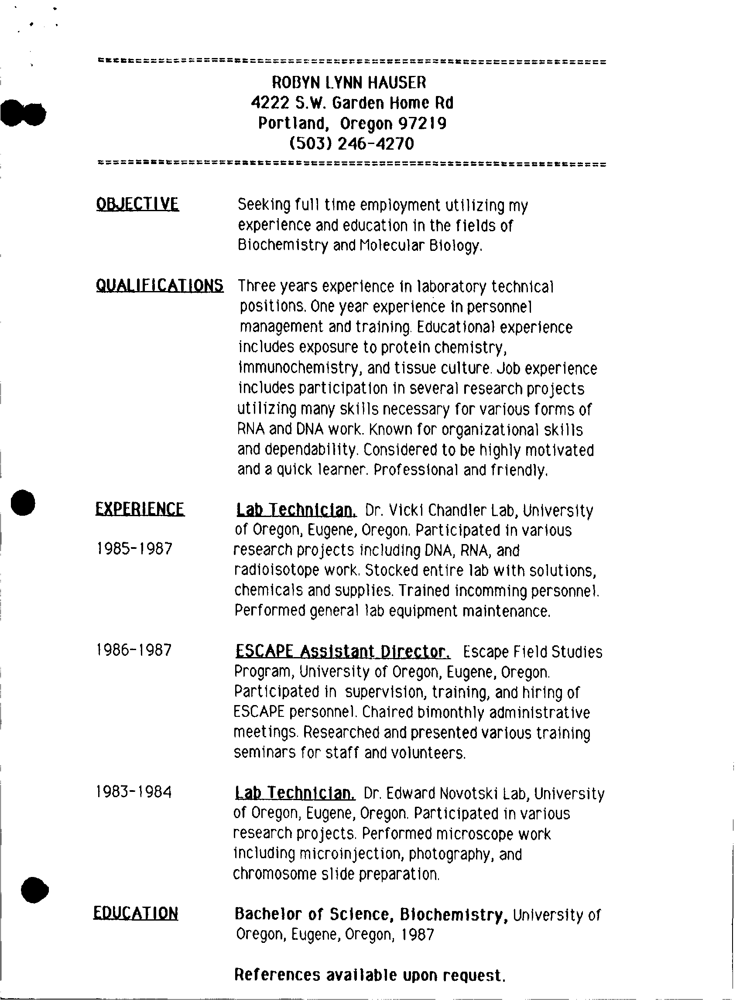 ROBYN LYNN HAUSER
4222 S.W. Garden Home Rd
Portland, Oregon 97219
(503) 246-4270
OBJECTIVE
Seeking full time employment utilizing my
experience and education in the fields of
Biochemistry and Molecular Biology.
QUALIFICATIONS
Three years experience in laboratory technical
positions. One year experience in personnel
management and training. Educational experience
includes exposure to protein chemistry,
immunochemistry, and tissue culture. Job experience
includes participation in several research projects
utilizing many skills necessary for various forms of
RNA and DNA work. Known for organizational skills
and dependability. Considered to be highly motivated
and a quick learner. Professional and friendly.
EXPERIENCE
Lab Technician. Dr. Vicki Chandler Lab, University
of Oregon, Eugene, Oregon. Participated in various
1985-1987 research projects including DNA, RNA, and
radioisotope work. Stocked entire lab with solutions,
chemicals and supplies. Trained incomming personnel.
Performed general lab equipment maintenance.
1986-1987 ESCAPE Assistant Director. Escape Field Studies
Program, University of Oregon, Eugene, Oregon.
Participated in supervision, training, and hiring of
ESCAPE personnel. Chaired bimonthly administrative
meetings. Researched and presented various training
seminars for staff and volunteers.
1983-1984 Lab Technician. Dr. Edward Novotski Lab, University
of Oregon, Eugene, Oregon. Participated in various
research projects. Performed microscope work
including microinjection, photography, and
chromosome slide preparation.
EDUCATION
Bachelor of Science, Biochemistry, University of
Oregon, Eugene, Oregon, 1987
References available upon request.